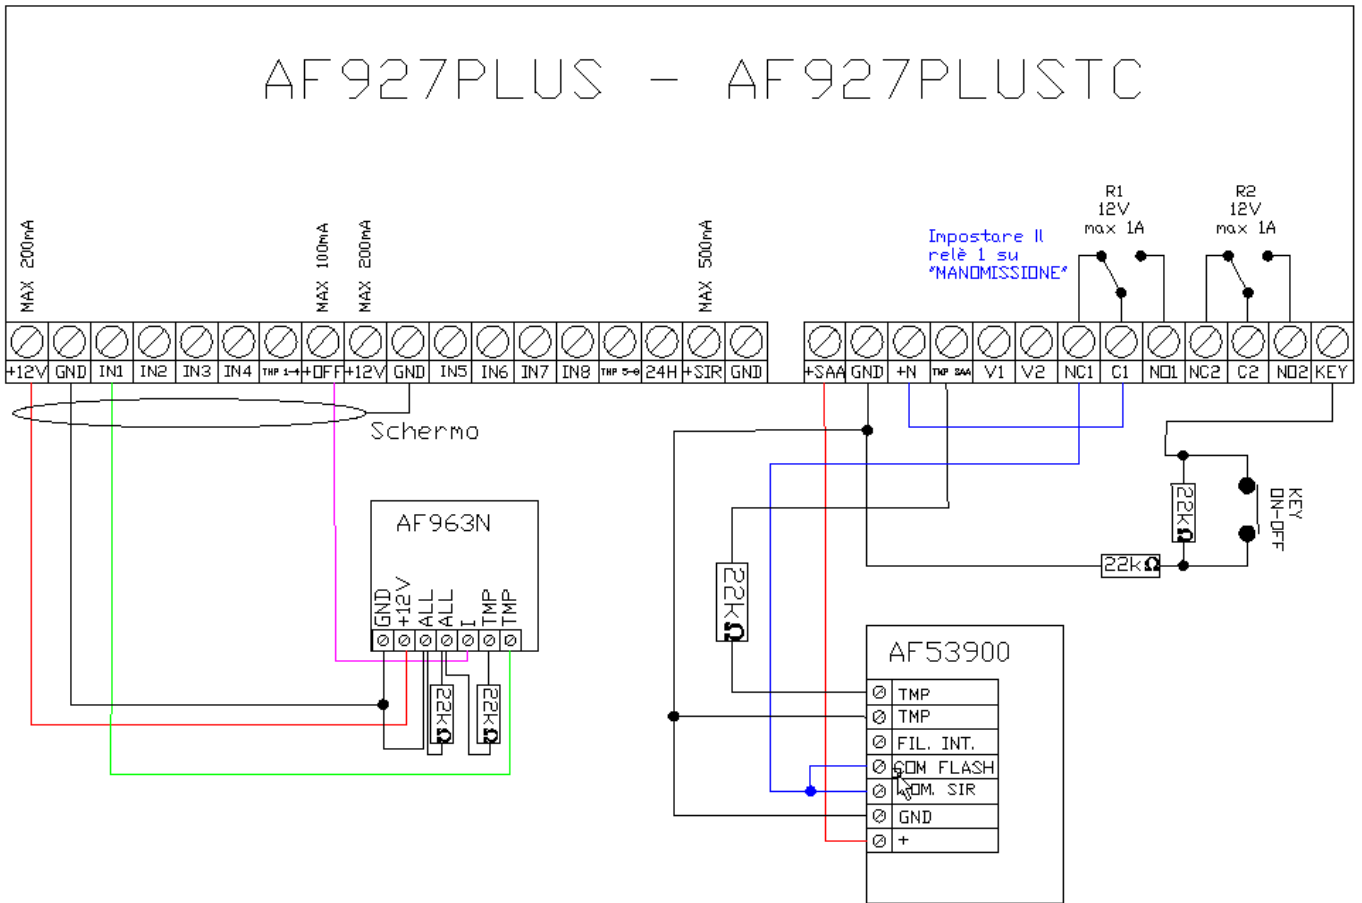 AF927PLUS - AF927PLUSTC
MAX 200mA
MAX 100mA
MAX 200mA
MAX 500mA
Impostare Il
relè 1 su
"MANOMISSIONE"
R1
12V
max 1A
R2
12V
max 1A
+12V GND IN1 IN2 IN3 IN4 TMP 1-4 +OFF +12V GND IN5 IN6 IN7 IN8 TMP 5-8 24H +SIR GND
+SAA GND +N TMP SAA V1 V2 NC1 C1 NO1 NC2 C2 NO2 KEY
Schermo
AF963N
GND
+12V
ALL
ALL
I
TMP
TMP
22kΩ
22kΩ
22kΩ
22kΩ
22kΩ
KEY
ON-OFF
AF53900
TMP
TMP
FIL. INT.
COM FLASH
COM. SIR
GND
+